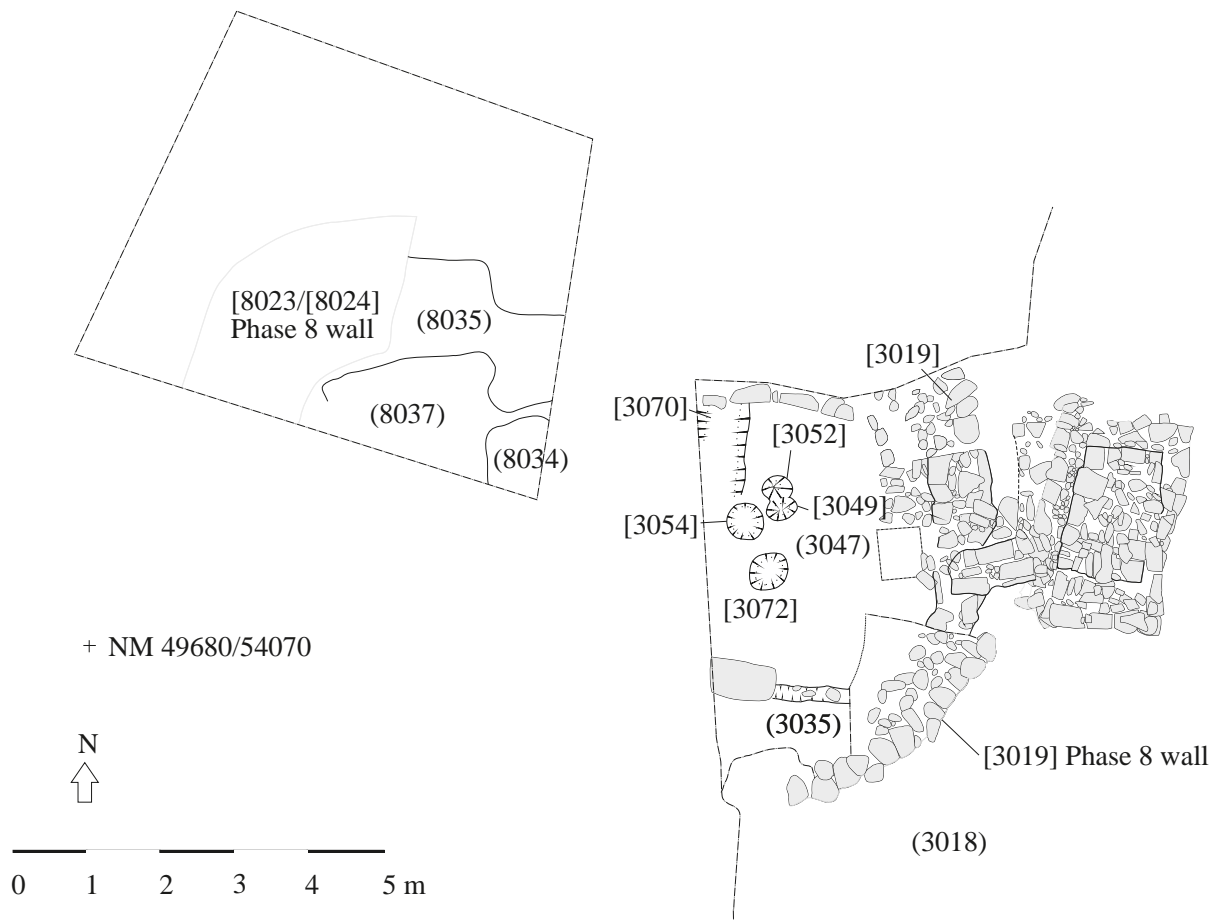 [8023/[8024]
Phase 8 wall
(8035)
(8037)
(8034)
[3019]
[3070]
[3052]
[3049]
[3054]
(3047)
[3072]
+ NM 49680/54070
(3035)
N
[3019] Phase 8 wall
(3018)
0 1 2 3 4 5 m